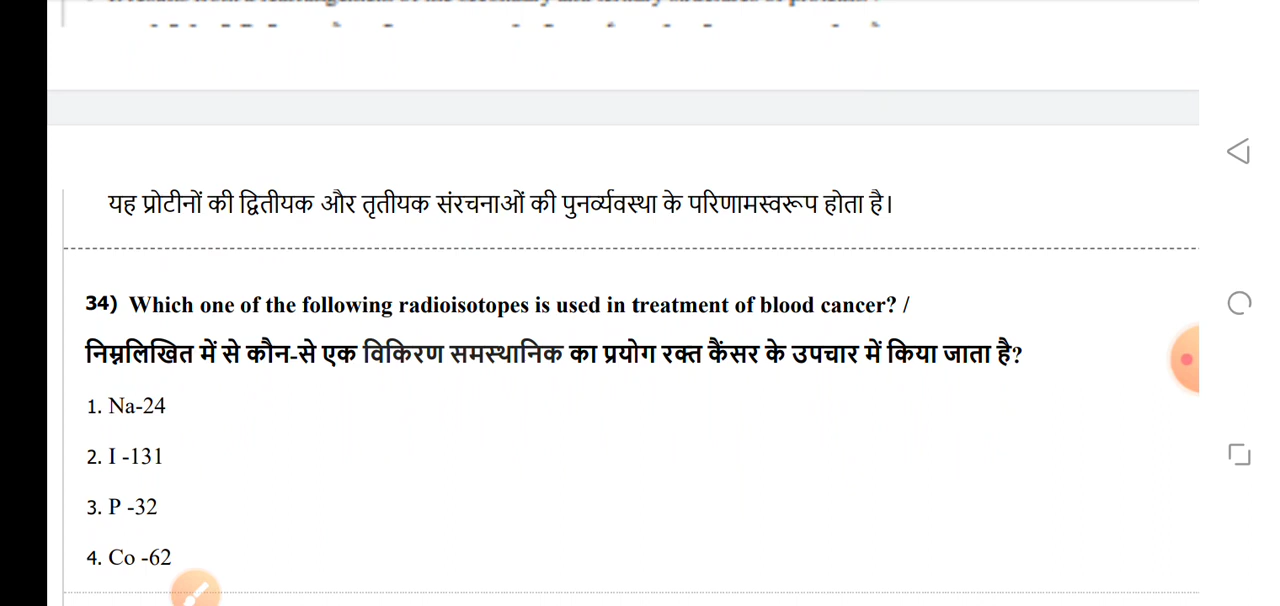 यह प्रोटीनों की द्वितीयक और तृतीयक संरचनाओं की पुनर्व्यवस्था के परिणामस्वरूप होता है।
34) Which one of the following radioisotopes is used in treatment of blood cancer? /
निम्नलिखित में से कौन-से एक विकिरण समस्थानिक का प्रयोग रक्त कैंसर के उपचार में किया जाता है?
1. Na-24
2. I -131
3. P -32
4. Co -62